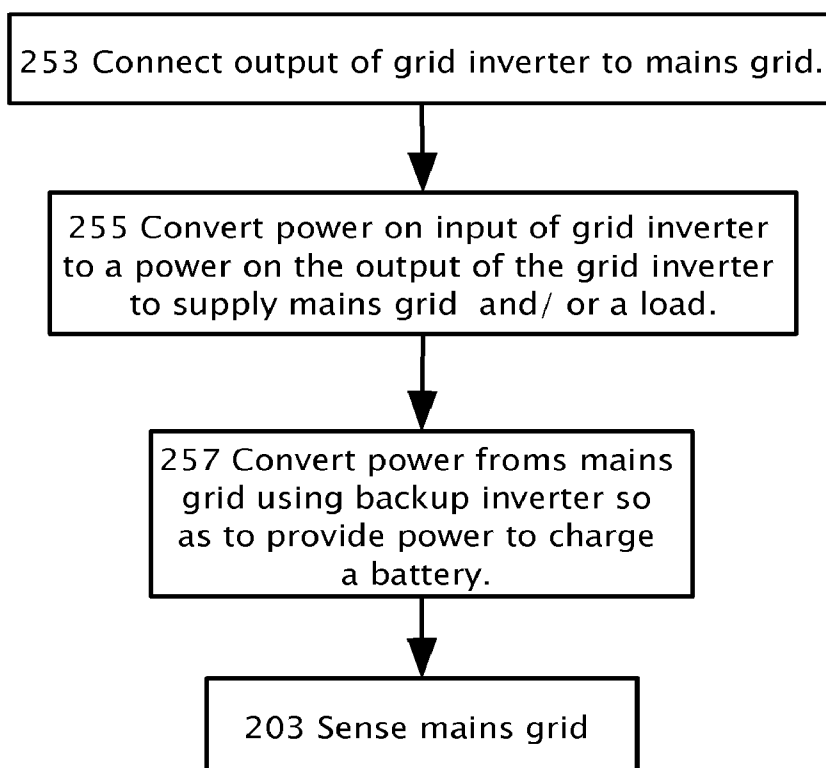 253 Connect output of grid inverter to mains grid.
255 Convert power on input of grid inverter
to a power on the output of the grid inverter
to supply mains grid and/ or a load.
257 Convert power froms mains
grid using backup inverter so
as to provide power to charge
a battery.
203 Sense mains grid